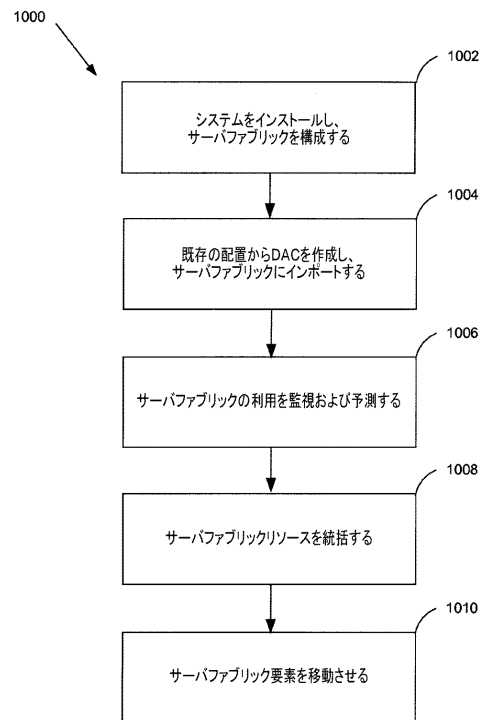 1000
1002
システムをインストールし、
サーバファブリックを構成する
1004
既存の配置からDACを作成し、
サーバファブリックにインポートする
1006
サーバファブリックの利用を監視および予測する
1008
サーバファブリックリソースを統括する
1010
サーバファブリック要素を移動させる